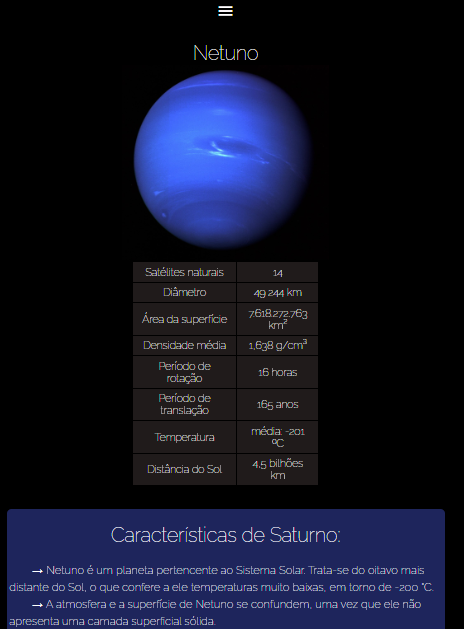 Netuno
Satélites naturais 14
Diâmetro 49.244 km
Área da superfície 7.618.272.763
km²
Densidade média 1,638 g/cm³
Período de
rotação 16 horas
Período de
translação 165 anos
Temperatura média: -201
ºC
Distância do Sol 4,5 bilhões
km
Características de Saturno:
→ Netuno é um planeta pertencente ao Sistema Solar. Trata-se do oitavo mais
distante do Sol, o que confere a ele temperaturas muito baixas, em torno de -200 °C.
→ A atmosfera e a superfície de Netuno se confundem, uma vez que ele não
apresenta uma camada superficial sólida.